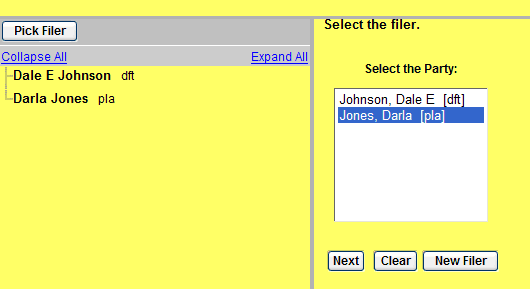 Pick Filer
Collapse All Expand All
Dale E Johnson dft
Darla Jones pla
Select the filer.
Select the Party:
Johnson, Dale E [dft]
Jones, Darla [pla]
Next Clear New Filer